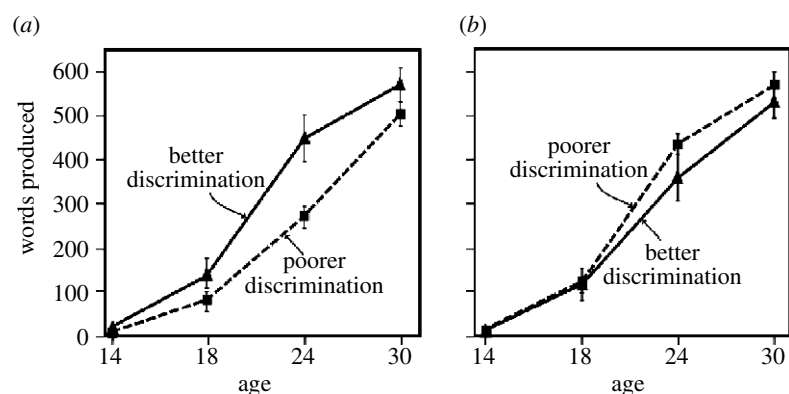 (a)
(b)
words produced
600
500
400
300
200
100
0
better
discrimination
poorer
discrimination
14
18
24
30
age
poorer
discrimination
better
discrimination
14
18
24
30
age